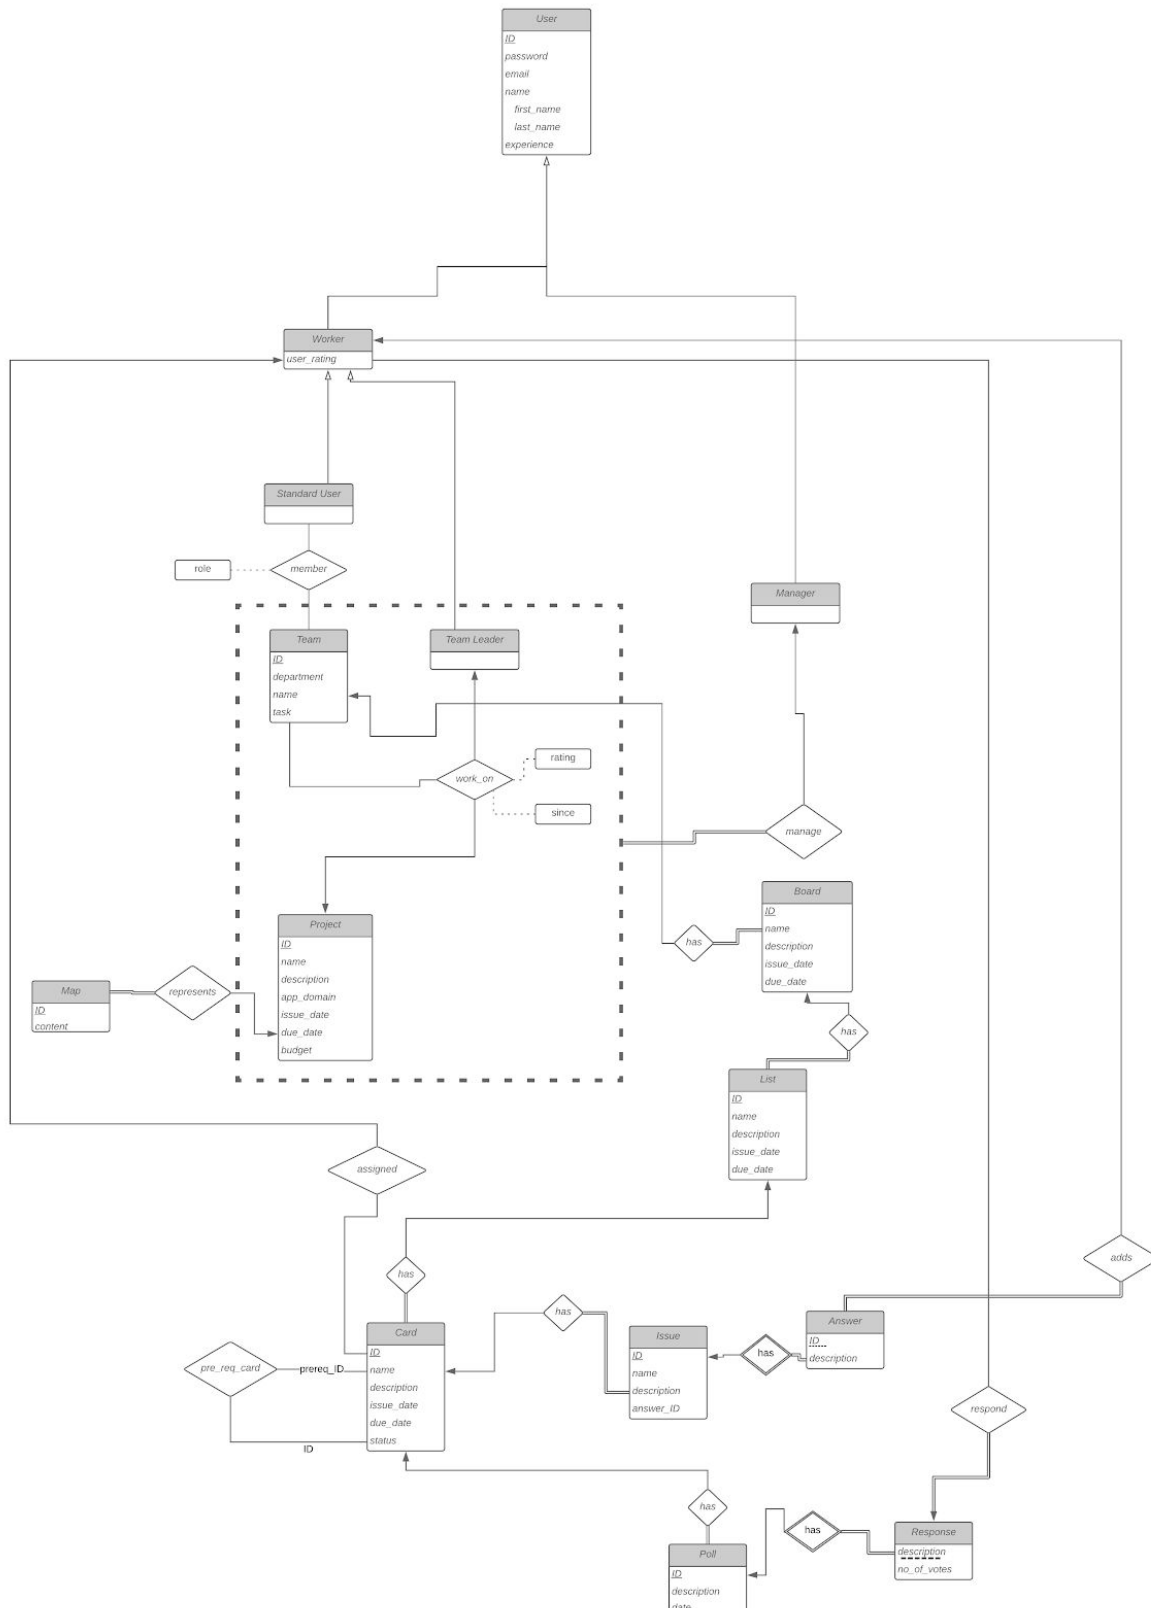 User
ID
password
email
name
first_name
last_name
experience
Worker
user_rating
Standard User
role
member
Manager
Team
ID
department
name
task
Team Leader
work_on
rating
since
manage
Board
ID
name
description
issue_date
due_date
has
Project
ID
name
description
app_domain
issue_date
due_date
budget
Map
ID
content
represents
has
List
ID
name
description
issue_date
due_date
assigned
has
adds
Card
ID
name
description
issue_date
due_date
status
pre_req_card
prereq_ID
ID
has
Issue
ID
name
description
answer_ID
has
Answer
ID
description
respond
has
Poll
ID
description
has
Response
description
no_of_votes